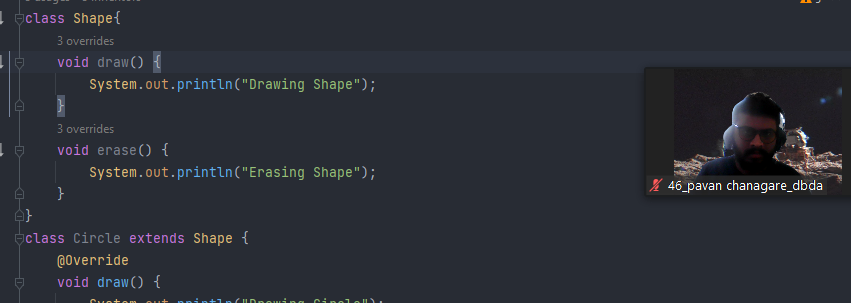 class Shape{
3 overrides
void draw() {
System.out.println("Drawing Shape");
}
3 overrides
void erase() {
System.out.println("Erasing Shape");
}
}
class Circle extends Shape {
@Override
void draw() {
System.out.println("Drawing Circle");
46_pavan chanagare_dbda